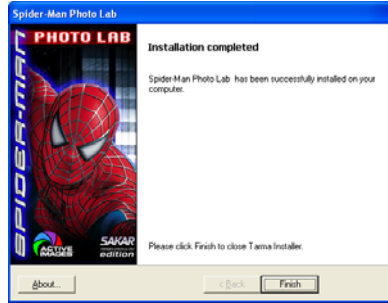 Spider-Man Photo Lab
PHOTO LAB
SPIDER-MAN
Installation completed
Spider-Man Photo Lab has been successfully installed on your
computer.
ACTIVE
IMAGES
SAKAR
edition
Please click Finish to close Tarma Installer.
About...
< Back
Finish